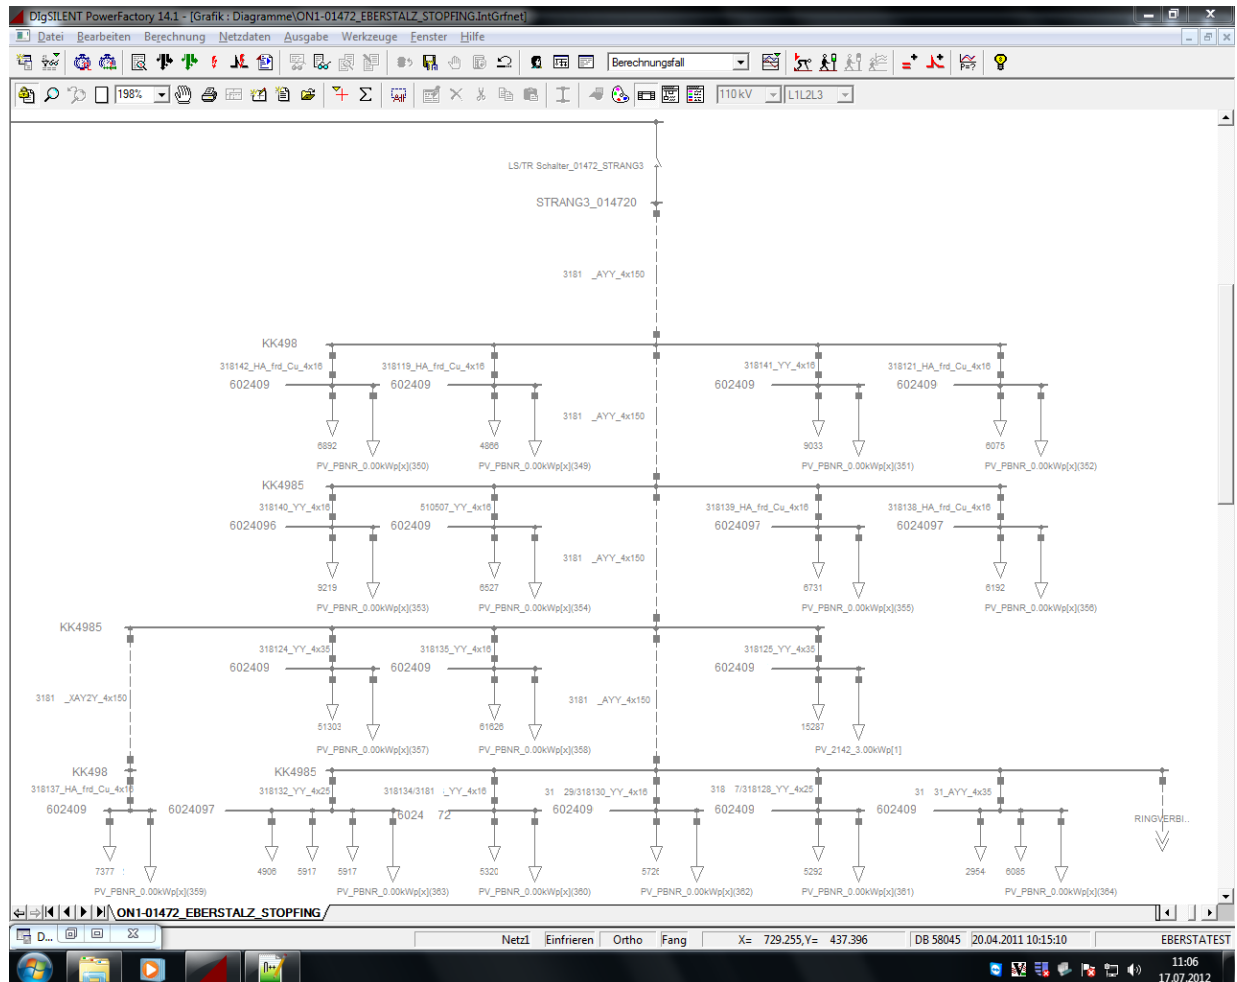 DIgSILENT PowerFactory 14.1 - [Grafik : Diagramme\ON1-01472_EBERSTALZ_STOPFING.IntGrfnet]
Datei Bearbeiten Berechnung Netzdaten Ausgabe Werkzeuge Fenster Hilfe
Berechnungsfall
198% 110 kV L1L2L3
LS/TR Schalter_01472_STRANG3
STRANG3_014720
3181 _AYY_4x150
KK498
318142_HA_frd_Cu_4x16 318119_HA_frd_Cu_4x16 318141_YY_4x16 318121_HA_frd_Cu_4x16
602409 602409 602409 602409
3181 _AYY_4x150
6892 4866 9033 6075
PV_PBNR_0.00kWp[x](350) PV_PBNR_0.00kWp[x](349) PV_PBNR_0.00kWp[x](351) PV_PBNR_0.00kWp[x](352)
KK4985
318140_YY_4x16 510507_YY_4x16 318139_HA_frd_Cu_4x16 318138_HA_frd_Cu_4x16
6024096 602409 602409​7 6024097
3181 _AYY_4x150
9219 6527 6731 6192
PV_PBNR_0.00kWp[x](353) PV_PBNR_0.00kWp[x](354) PV_PBNR_0.00kWp[x](355) PV_PBNR_0.00kWp[x](356)
KK4985
318124_YY_4x35 318135_YY_4x16 318125_YY_4x35
602409 602409 602409
3181 _XAY2Y_4x150 3181 _AYY_4x150
51303 61626 15287
PV_PBNR_0.00kWp[x](357) PV_PBNR_0.00kWp[x](358) PV_2142_3.00kWp[1]
KK498 KK4985
318137_HA_frd_Cu_4x16 318132_YY_4x25 318134/3181 _YY_4x16 31 29/318130_YY_4x16 318 7/318128_YY_4x25 31 31_AYY_4x35
602409 6024097 6024 72 602409 602409 602409
RINGVERBI..
7377 4906 5917 5917 5320 5726 5292 2954 6085
PV_PBNR_0.00kWp[x](359) PV_PBNR_0.00kWp[x](363) PV_PBNR_0.00kWp[x](360) PV_PBNR_0.00kWp[x](362) PV_PBNR_0.00kWp[x](361) PV_PBNR_0.00kWp[x](364)
ON1-01472_EBERSTALZ_STOPFING
D... Netz1 Einfrieren Ortho Fang X= 729.255,Y= 437.396 DB 58045 20.04.2011 10:15:10 EBERSTATEST
11:06
17.07.2012